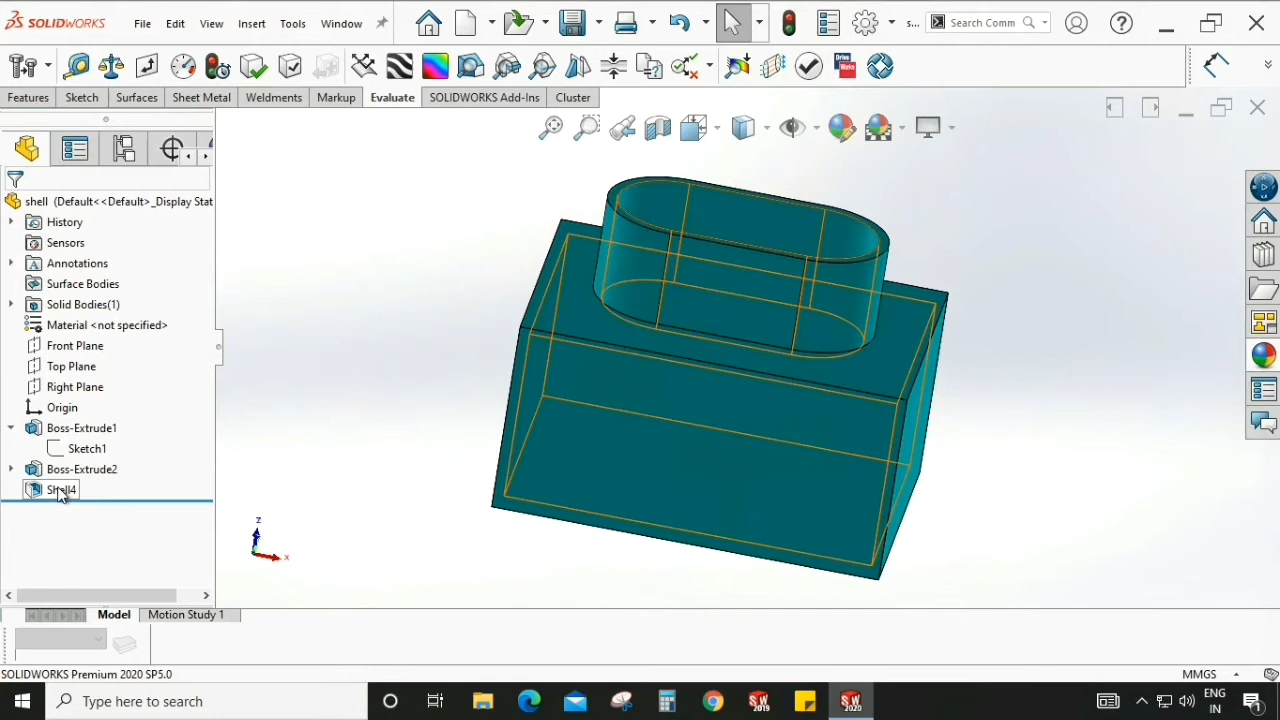 SOLIDWORKS File Edit View Insert Tools Window s... Search Comm
Features Sketch Surfaces Sheet Metal Weldments Markup Evaluate SOLIDWORKS Add-Ins Cluster
shell (Default<<Default>_Display Stat
History
Sensors
Annotations
Surface Bodies
Solid Bodies(1)
Material <not specified>
Front Plane
Top Plane
Right Plane
Origin
Boss-Extrude1
Sketch1
Boss-Extrude2
Shell4
z
x
Model Motion Study 1
SOLIDWORKS Premium 2020 SP5.0 MMGS
Type here to search
ENG
IN